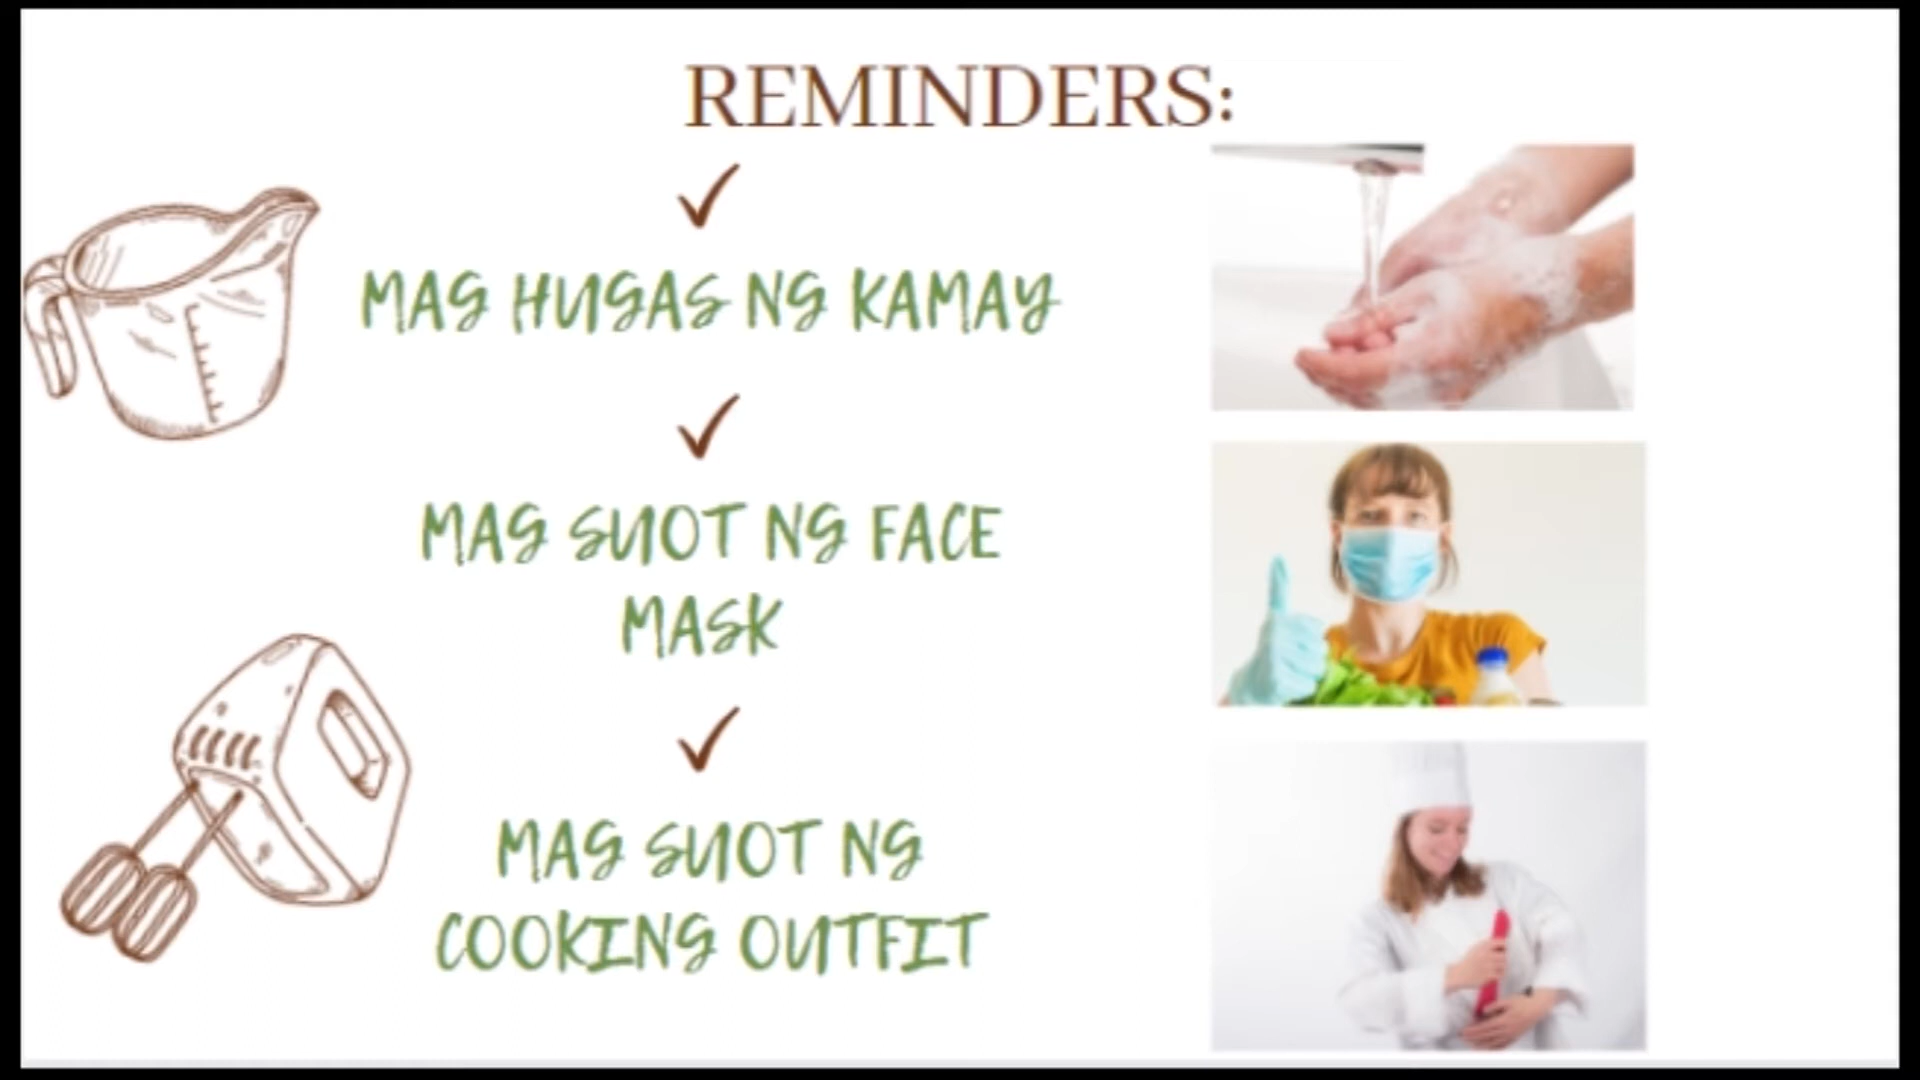 REMINDERS:
MAG HUGAS NG KAMAY
MAG SUOT NG FACE
MASK
MAG SUOT NG
COOKING OUTFIT